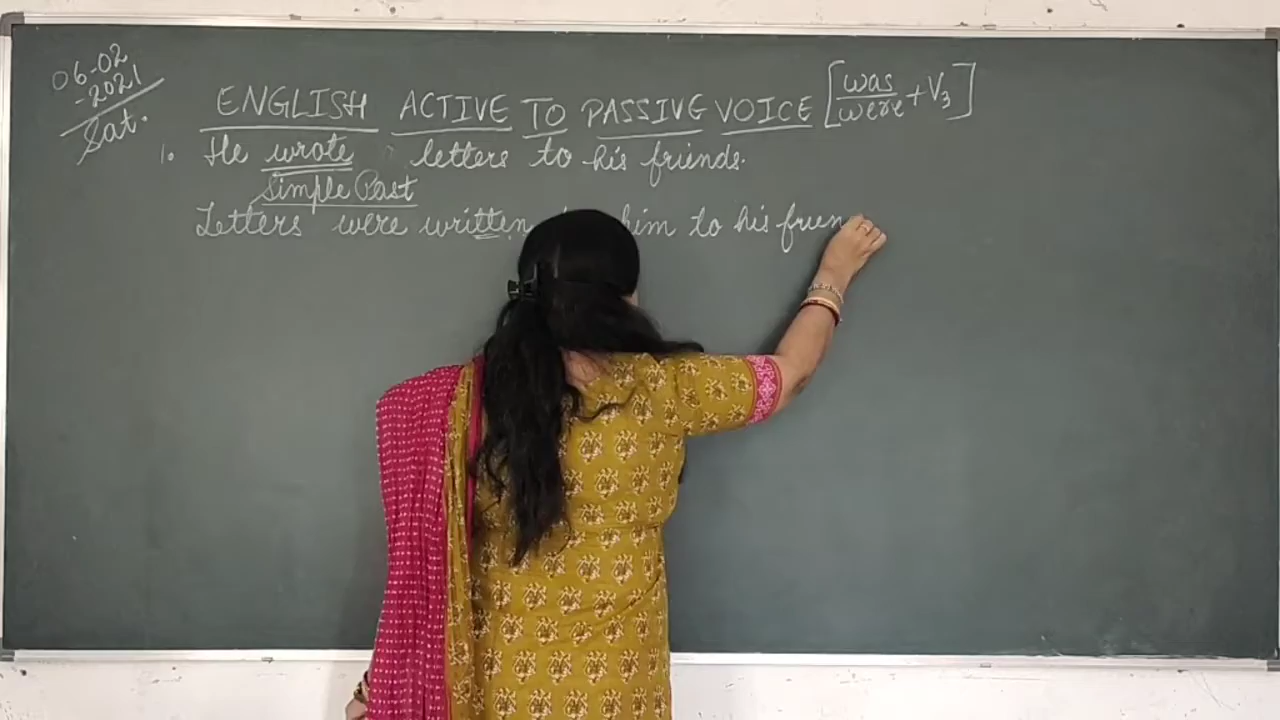 06-02
-2021
Sat.
ENGLISH ACTIVE TO PASSIVE VOICE [was/were + V3]
1. He wrote letters to his friends.
Simple Past
Letters were written him to his frien